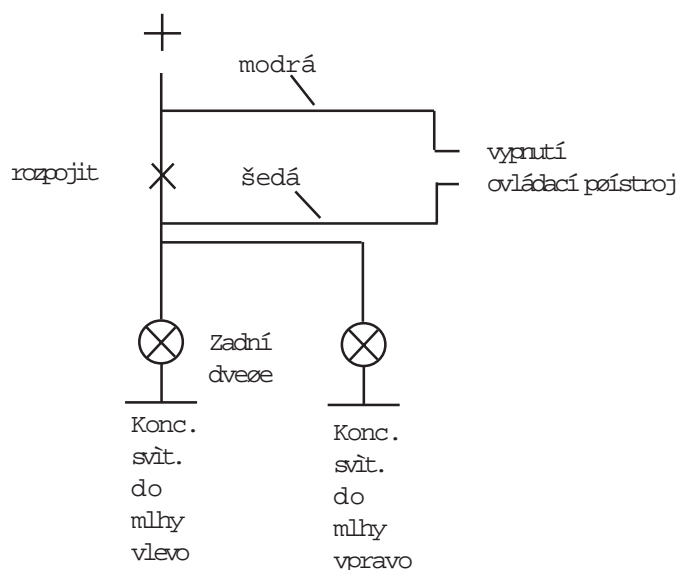 modrá
rozpojit
vypnutí
šedá
ovládací pøístroj
Zadní
dveøe
Konc.
svìt.
do
mlhy
vlevo
Konc.
svìt.
do
mlhy
vpravo